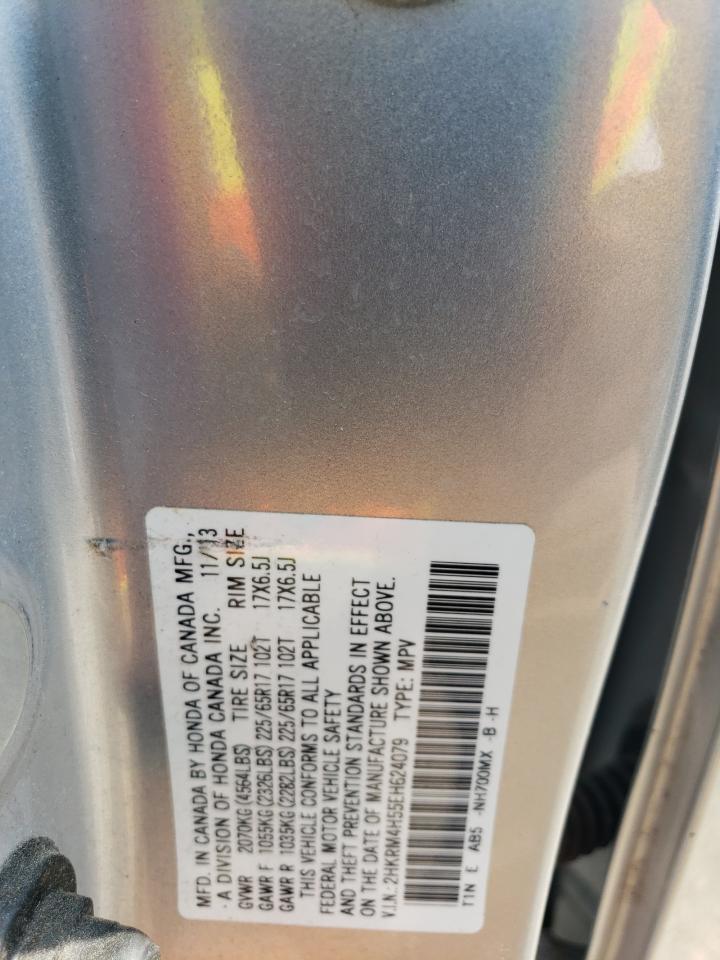 MFD. IN CANADA BY HONDA OF CANADA MFG.,
A DIVISION OF HONDA CANADA INC. 11/13
GVWR 2070KG(4564LBS) TIRE SIZE RIM SIZE
GAWR F 1055KG(2326LBS) 225/65R17 102T 17X6.5J
GAWR R 1035KG(2282LBS) 225/65R17 102T 17X6.5J
THIS VEHICLE CONFORMS TO ALL APPLICABLE
FEDERAL MOTOR VEHICLE SAFETY
AND THEFT PREVENTION STANDARDS IN EFFECT
ON THE DATE OF MANUFACTURE SHOWN ABOVE.
V.I.N.:2HKRM4H55EH624079 TYPE: MPV
T1N E AB5 -NH700MX -B -H